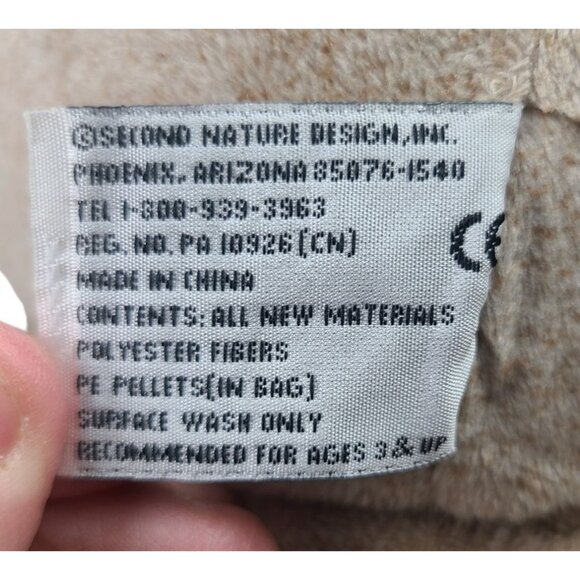 ©SECOND NATURE DESIGN, INC.
PHOENIX, ARIZONA 85076-1540
TEL 1-800-939-3963
REG. NO. PA 10926 (CN)
CE
MADE IN CHINA
CONTENTS: ALL NEW MATERIALS
POLYESTER FIBERS
PE PELLETS(IN BAG)
SURFACE WASH ONLY
RECOMMENDED FOR AGES 3 & UP